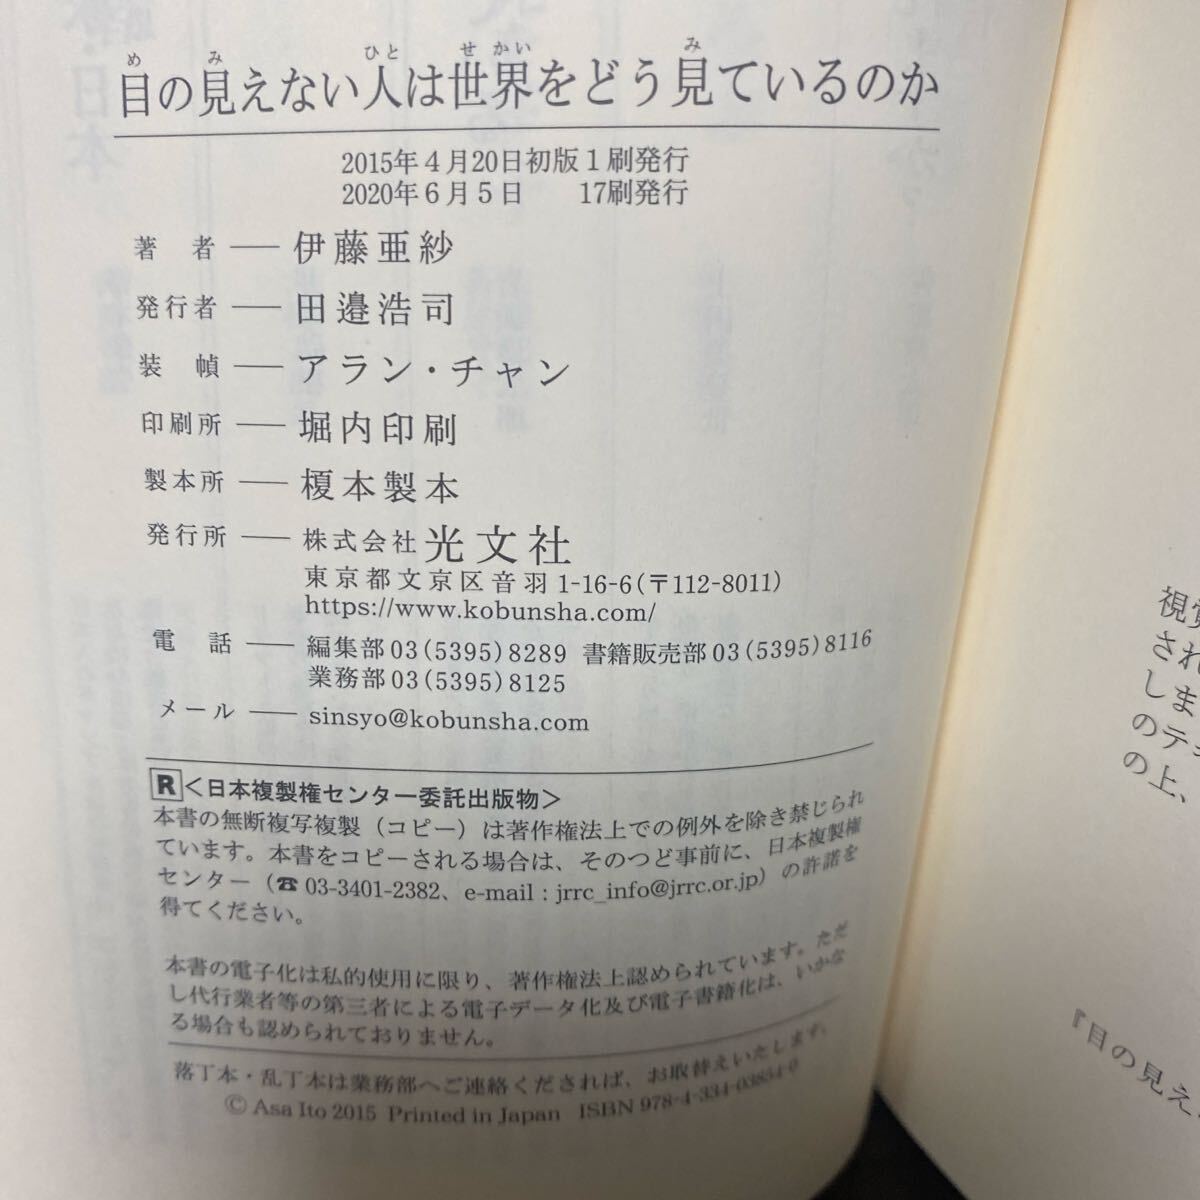 目の見えない人は世界をどう見ているのか
2015年4月20日初版1刷発行
2020年6月5日　17刷発行
著者 ── 伊藤亜紗
発行者 ── 田邉浩司
装幀 ── アラン・チャン
印刷所 ── 堀内印刷
製本所 ── 榎本製本
発行所 ── 株式会社 光文社
東京都文京区音羽1-16-6(〒112-8011)
https://www.kobunsha.com/
電話 ── 編集部03(5395)8289 書籍販売部03(5395)8116
業務部03(5395)8125
メール ── sinsyo@kobunsha.com
R<日本複製権センター委託出版物>
本書の無断複写複製（コピー）は著作権法上での例外を除き禁じられ
ています。本書をコピーされる場合は、そのつど事前に、日本複製権
センター（☎03-3401-2382、e-mail : jrrc_info@jrrc.or.jp）の許諾を
得てください。
本書の電子化は私的使用に限り、著作権法上認められています。ただ
し代行業者等の第三者による電子データ化及び電子書籍化は、いかな
る場合も認められておりません。
落丁本・乱丁本は業務部へご連絡くだされば、お取替えいたします。
© Asa Ito 2015 Printed in Japan ISBN 978-4-334-03854-0
視覚
され
しま
のテ
の上、
『目の見え